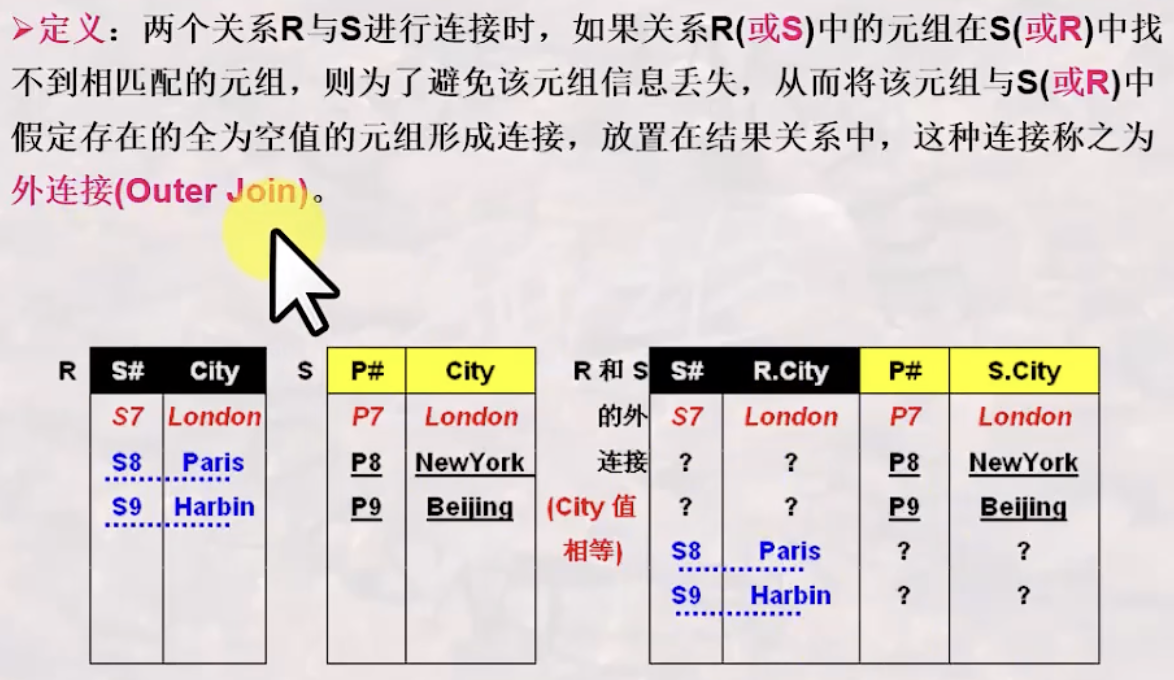 ➢定义：两个关系R与S进行连接时，如果关系R(或S)中的元组在S(或R)中找
不到相匹配的元组，则为了避免该元组信息丢失，从而将该元组与S(或R)中
假定存在的全为空值的元组形成连接，放置在结果关系中，这种连接称之为
外连接(Outer Join)。
R
S# City
S7 London
S8 Paris
S9 Harbin
S
P# City
P7 London
P8 NewYork
P9 Beijing
R 和 S
的外
连接
(City 值
相等)
S# R.City P# S.City
S7 London P7 London
? ? P8 NewYork
? ? P9 Beijing
S8 Paris ? ?
S9 Harbin ? ?